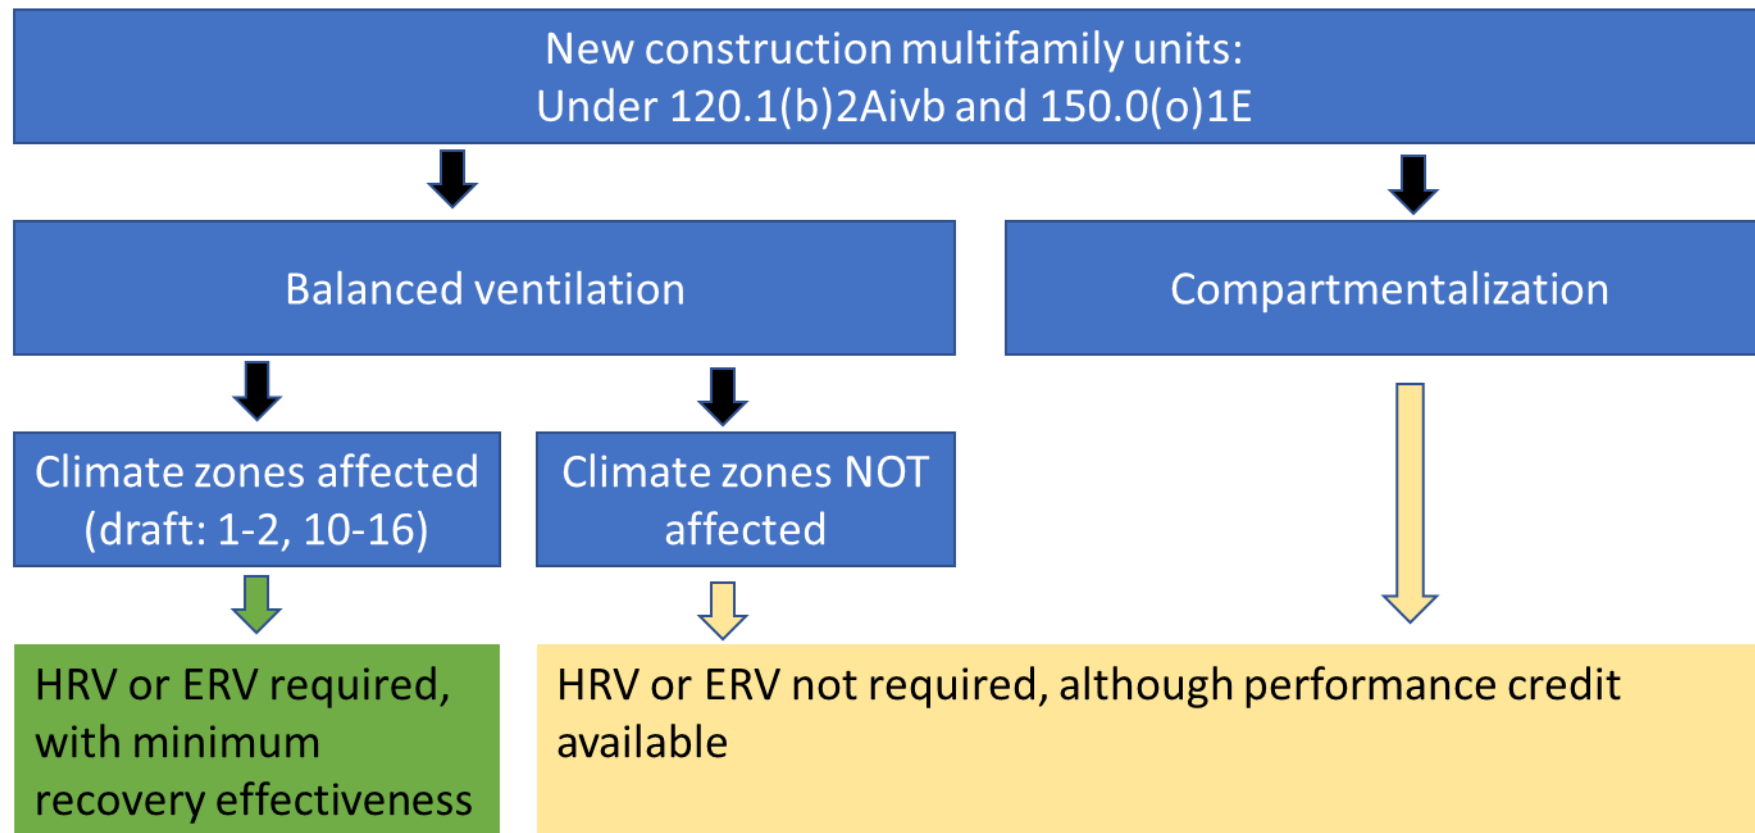 New construction multifamily units:
Under 120.1(b)2Aivb and 150.0(o)1E
Balanced ventilation
Compartmentalization
Climate zones affected
(draft: 1-2, 10-16)
Climate zones NOT
affected
HRV or ERV required,
with minimum
recovery effectiveness
HRV or ERV not required, although performance credit
available